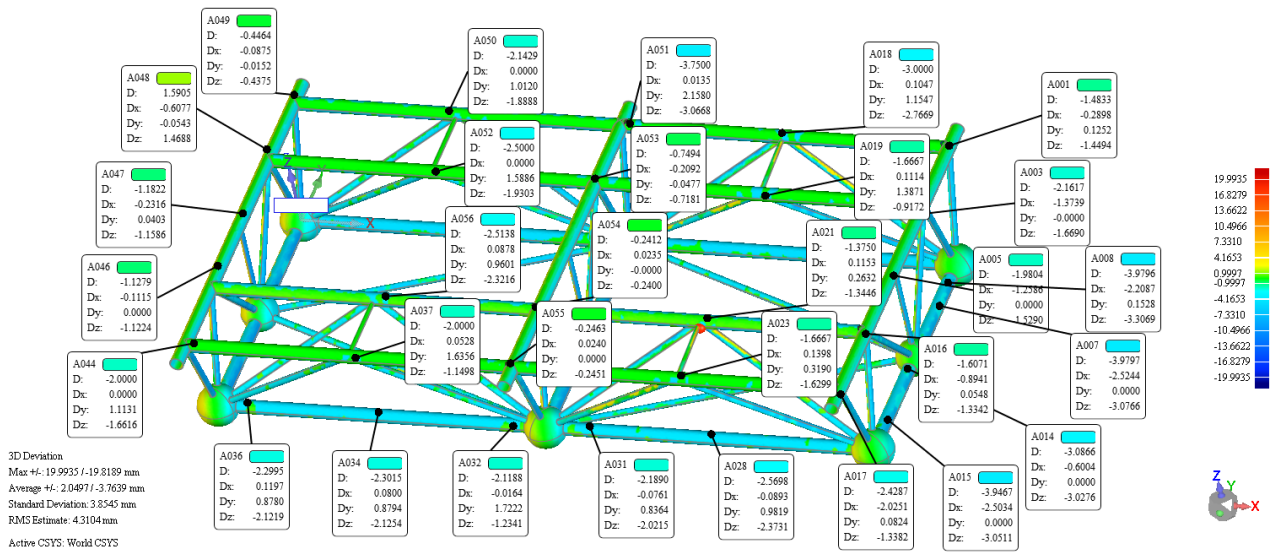 A049
D: -0.4464
Dx: -0.0875
Dy: -0.0152
Dz: -0.4375
A050
D: -2.1429
Dx: 0.0000
Dy: 1.0120
Dz: -1.8888
A051
D: -3.7500
Dx: 0.0135
Dy: 2.1580
Dz: -3.0668
A018
D: -3.0000
Dx: 0.1047
Dy: 1.1547
Dz: -2.7669
A001
D: -1.4833
Dx: -0.2898
Dy: 0.1252
Dz: -1.4494
A048
D: 1.5905
Dx: -0.6077
Dy: -0.0543
Dz: 1.4688
A052
D: -2.5000
Dx: 0.0000
Dy: 1.5886
Dz: -1.9303
A053
D: -0.7494
Dx: -0.2092
Dy: -0.0477
Dz: -0.7181
A019
D: -1.6667
Dx: 0.1114
Dy: 1.3871
Dz: -0.9172
A003
D: -2.1617
Dx: -1.3739
Dy: -0.0000
Dz: -1.6690
A047
D: -1.1822
Dx: -0.2316
Dy: 0.0403
Dz: -1.1586
Z
Y
X
A056
D: -2.5138
Dx: 0.0878
Dy: 0.9601
Dz: -2.3216
A054
D: -0.2412
Dx: 0.0235
Dy: -0.0000
Dz: -0.2400
A021
D: -1.3750
Dx: 0.1153
Dy: 0.2632
Dz: -1.3446
A005
D: -1.9804
Dx: -1.2586
Dy: 0.0000
Dz: -1.5290
A008
D: -3.9796
Dx: -2.2087
Dy: 0.1528
Dz: -3.3069
A046
D: -1.1279
Dx: -0.1115
Dy: 0.0000
Dz: -1.1224
A037
D: -2.0000
Dx: 0.0528
Dy: 1.6356
Dz: -1.1498
A055
D: -0.2463
Dx: 0.0240
Dy: 0.0000
Dz: -0.2451
A023
D: -1.6667
Dx: 0.1398
Dy: 0.3190
Dz: -1.6299
A016
D: -1.6071
Dx: -0.8941
Dy: 0.0548
Dz: -1.3342
A007
D: -3.9797
Dx: -2.5244
Dy: 0.0000
Dz: -3.0766
A044
D: -2.0000
Dx: 0.0000
Dy: 1.1131
Dz: -1.6616
A036
D: -2.2995
Dx: 0.1197
Dy: 0.8780
Dz: -2.1219
A034
D: -2.3015
Dx: 0.0800
Dy: 0.8794
Dz: -2.1254
A032
D: -2.1188
Dx: -0.0164
Dy: 1.7222
Dz: -1.2341
A031
D: -2.1890
Dx: -0.0761
Dy: 0.8364
Dz: -2.0215
A028
D: -2.5698
Dx: -0.0893
Dy: 0.9819
Dz: -2.3731
A017
D: -2.4287
Dx: -2.0251
Dy: 0.0824
Dz: -1.3382
A015
D: -3.9467
Dx: -2.5034
Dy: 0.0000
Dz: -3.0511
A014
D: -3.0866
Dx: -0.6004
Dy: 0.0000
Dz: -3.0276
19.9935
16.8279
13.6622
10.4966
7.3310
4.1653
0.9997
-0.9997
-4.1653
-7.3310
-10.4966
-13.6622
-16.8279
-19.9935
3D Deviation
Max +/-: 19.9935 / -19.8189 mm
Average +/-: 2.0497 / -3.7639 mm
Standard Deviation: 3.8545 mm
RMS Estimate: 4.3104 mm
Active CSYS: World CSYS
Z
Y
X